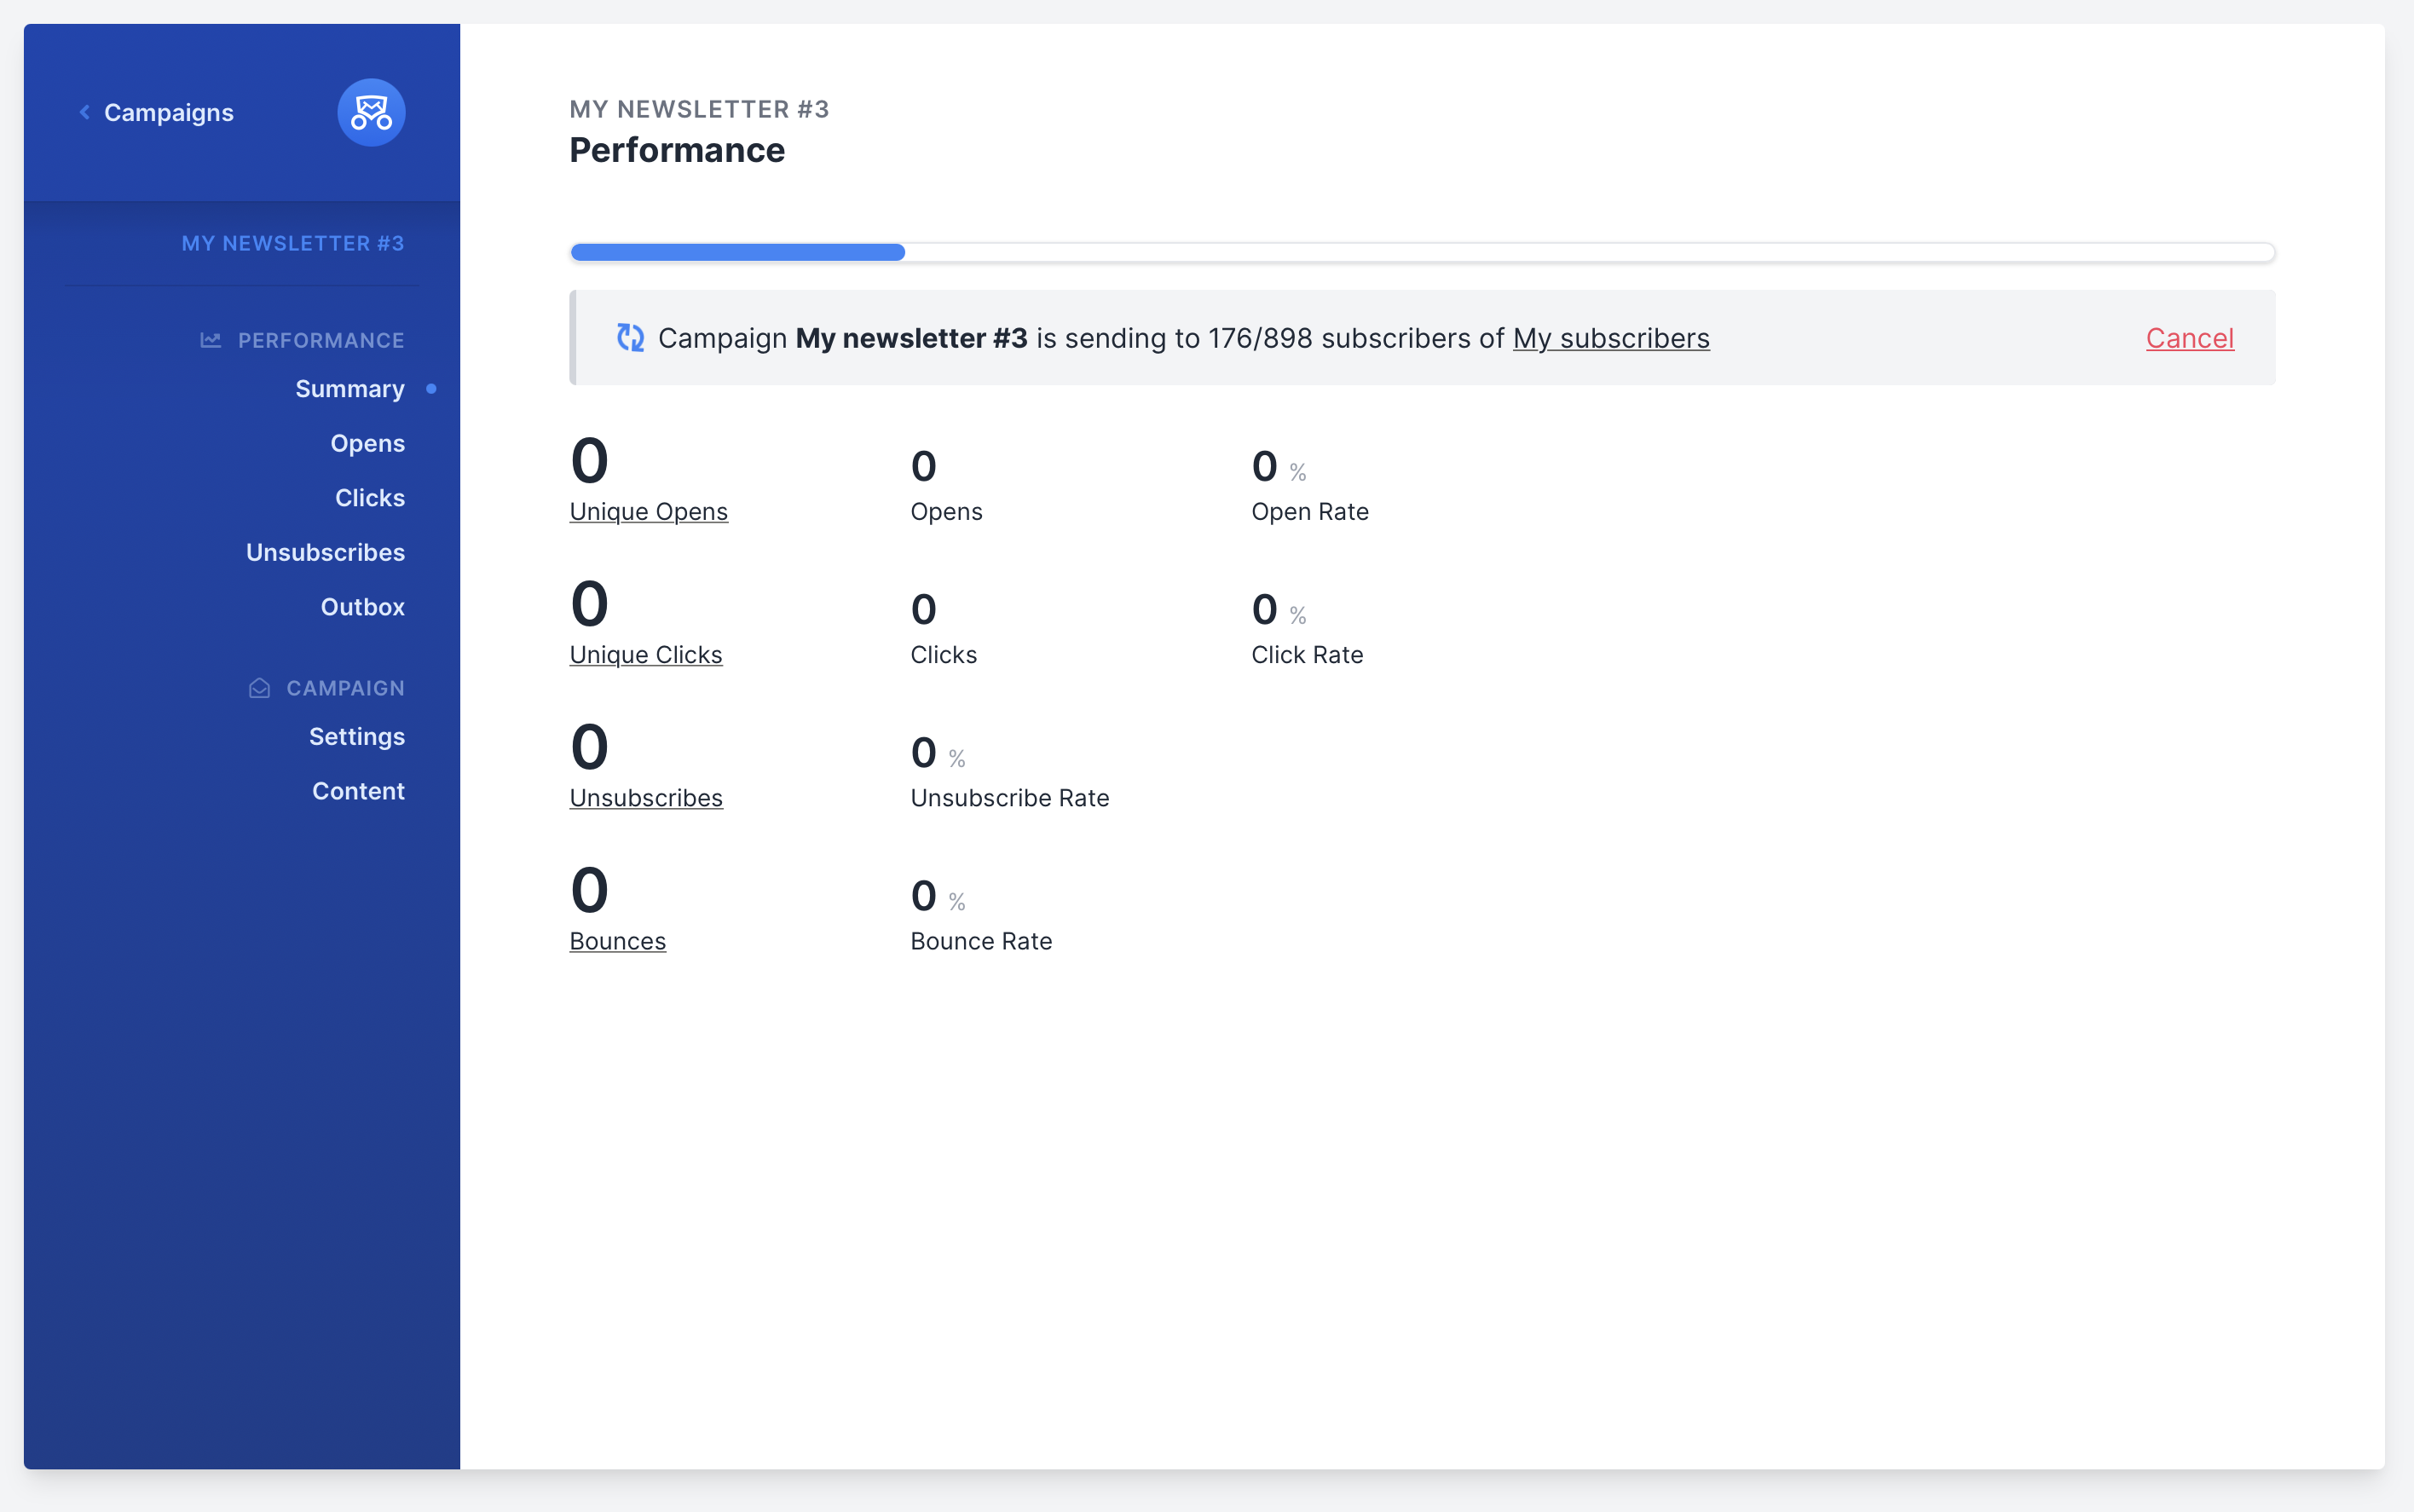 Campaigns
MY NEWSLETTER #3
PERFORMANCE
Summary
Opens
Clicks
Unsubscribes
Outbox
CAMPAIGN
Settings
Content
MY NEWSLETTER #3
Performance
Campaign My newsletter #3 is sending to 176/898 subscribers of My subscribers
Cancel
0 0 0 %
Unique Opens Opens Open Rate
0 0 0 %
Unique Clicks Clicks Click Rate
0 0 %
Unsubscribes Unsubscribe Rate
0 0 %
Bounces Bounce Rate